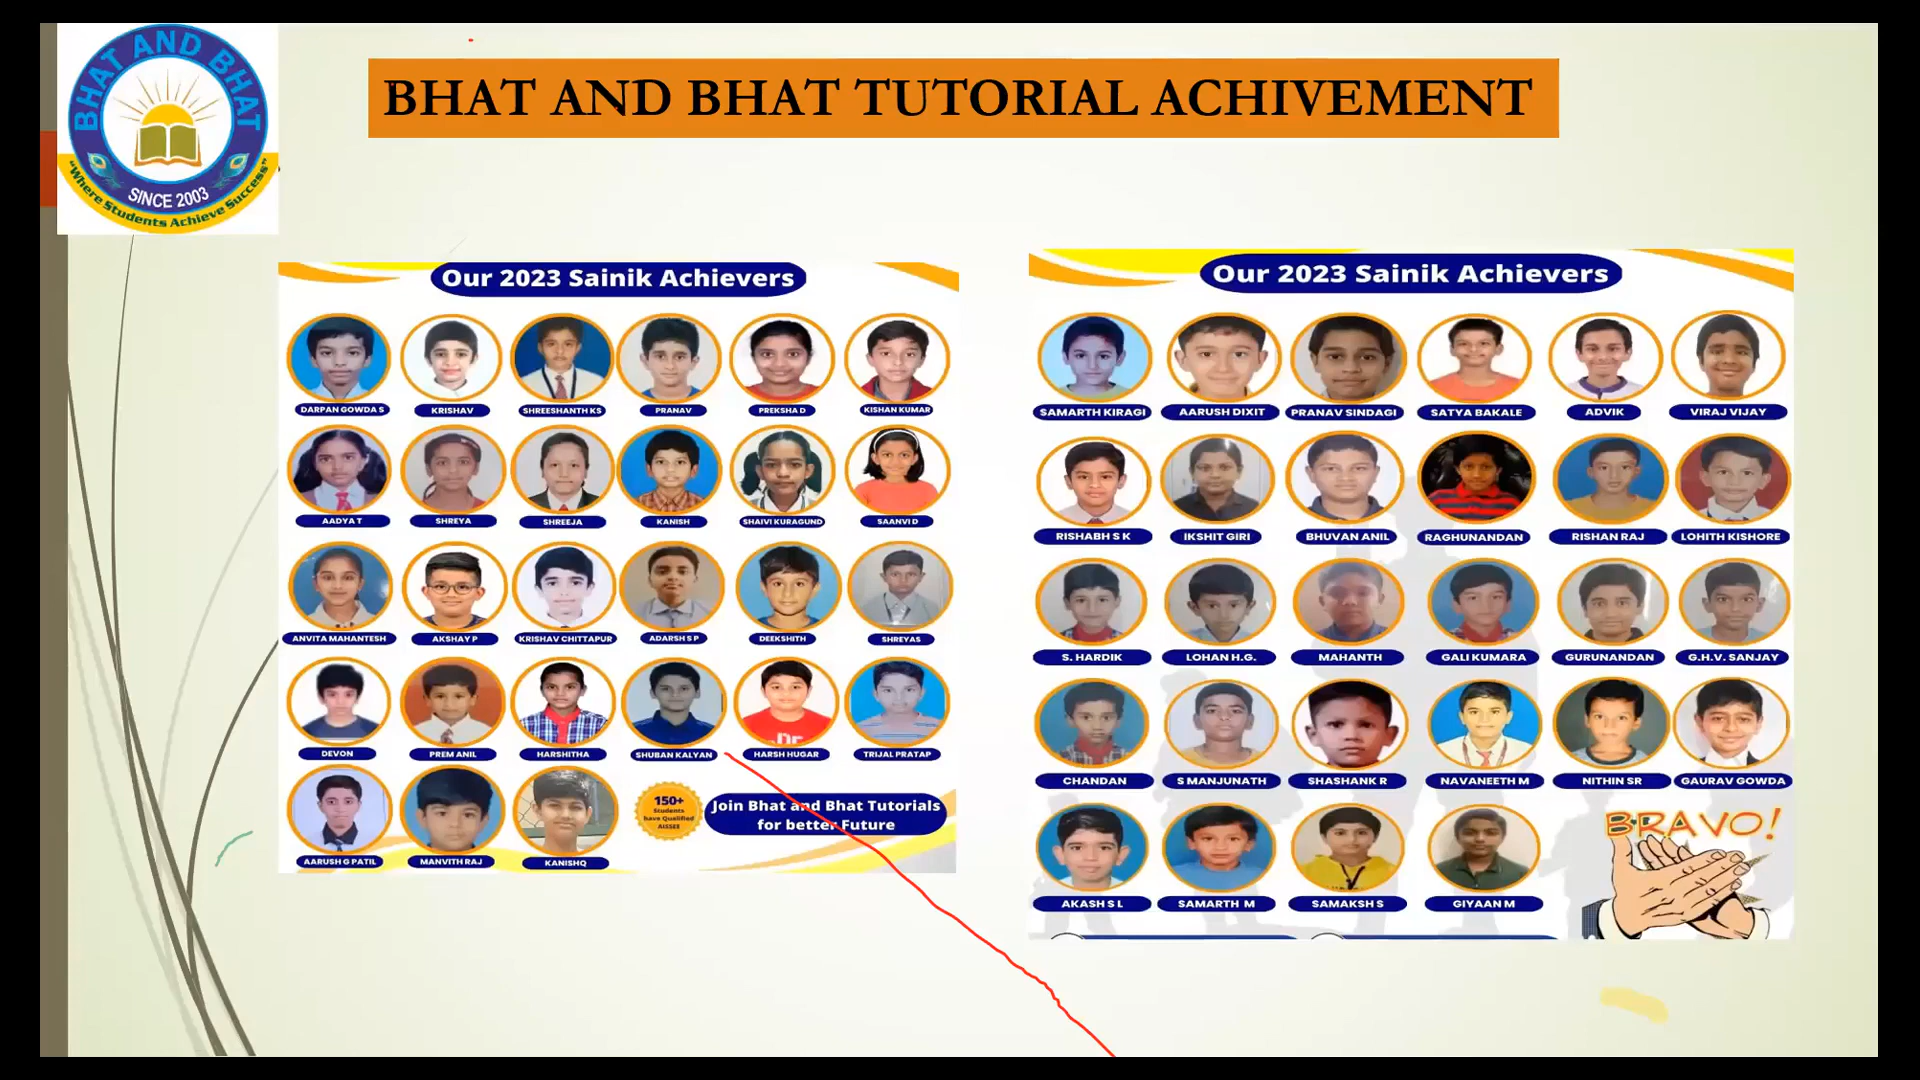 BHAT AND BHAT
SINCE 2003
"Where Students Achieve Success"
BHAT AND BHAT TUTORIAL ACHIVEMENT
Our 2023 Sainik Achievers
DARPAN GOWDA S KRISHAV SHREESHANTH KS PRANAV PREKSHA D KISHAN KUMAR
AADYA T SHREYA SHREEJA KANISH SHAIVI KURAGUND SAANVI D
ANVITA MAHANTESH AKSHAY P KRISHAV CHITTAPUR ADARSH S P DEEKSHITH SHREYAS
DEVON PREM ANIL HARSHITHA SHUBAN KALYAN HARSH HUGAR TRIJAL PRATAP
AARUSH G PATIL MANVITH RAJ KANISHQ
150+
Students
have Qualified
AISSEE
Join Bhat and Bhat Tutorials
for better Future
Our 2023 Sainik Achievers
SAMARTH KIRAGI AARUSH DIXIT PRANAV SINDAGI SATYA BAKALE ADVIK VIRAJ VIJAY
RISHABH S K IKSHIT GIRI BHUVAN ANIL RAGHUNANDAN RISHAN RAJ LOHITH KISHORE
S. HARDIK LOHAN H.G. MAHANTH GALI KUMARA GURUNANDAN G.H.V. SANJAY
CHANDAN S MANJUNATH SHASHANK R NAVANEETH M NITHIN SR GAURAV GOWDA
AKASH S L SAMARTH M SAMAKSH S GIYAAN M
BRAVO!